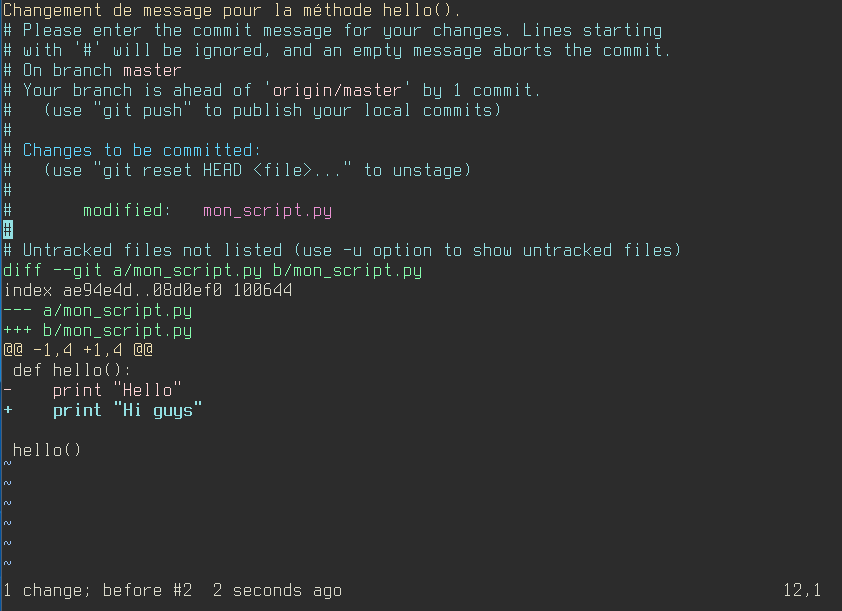 Changement de message pour la méthode hello().
# Please enter the commit message for your changes. Lines starting
# with '#' will be ignored, and an empty message aborts the commit.
# On branch master
# Your branch is ahead of 'origin/master' by 1 commit.
#   (use "git push" to publish your local commits)
#
# Changes to be committed:
#   (use "git reset HEAD <file>..." to unstage)
#
#       modified:   mon_script.py
#
# Untracked files not listed (use -u option to show untracked files)
diff --git a/mon_script.py b/mon_script.py
index ae94e4d..08d0ef0 100644
--- a/mon_script.py
+++ b/mon_script.py
@@ -1,4 +1,4 @@
 def hello():
-    print "Hello"
+    print "Hi guys"

 hello()
~
~
~
~
~
~
1 change; before #2  2 seconds ago                                            12,1